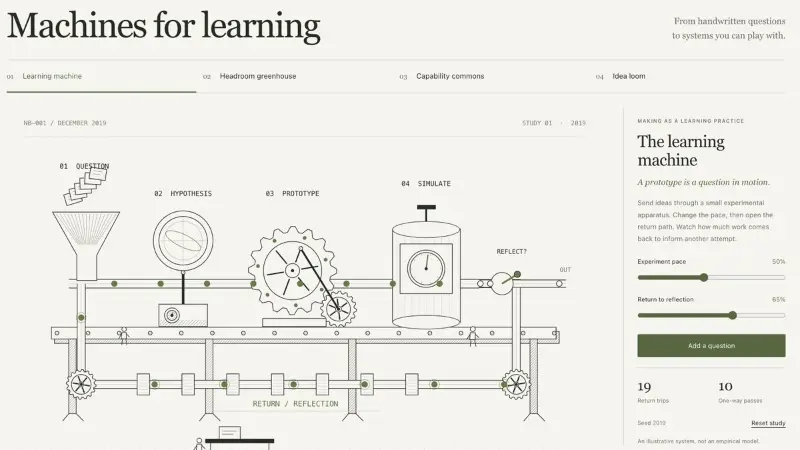 Machines for learning
From handwritten questions
to systems you can play with.
01 Learning machine
02 Headroom greenhouse
03 Capability commons
04 Idea loom
NB—001 / DECEMBER 2019
STUDY 01 · 2019
01 QUESTION
02 HYPOTHESIS
03 PROTOTYPE
04 SIMULATE
REFLECT?
OUT
RETURN / REFLECTION
MAKING AS A LEARNING PRACTICE
The learning
machine
A prototype is a question in motion.
Send ideas through a small experimental
apparatus. Change the pace, then open the
return path. Watch how much work comes
back to inform another attempt.
Experiment pace 50%
Return to reflection 65%
Add a question
19 10
Return trips One-way passes
Seed 2019 Reset study
An illustrative system, not an empirical model.